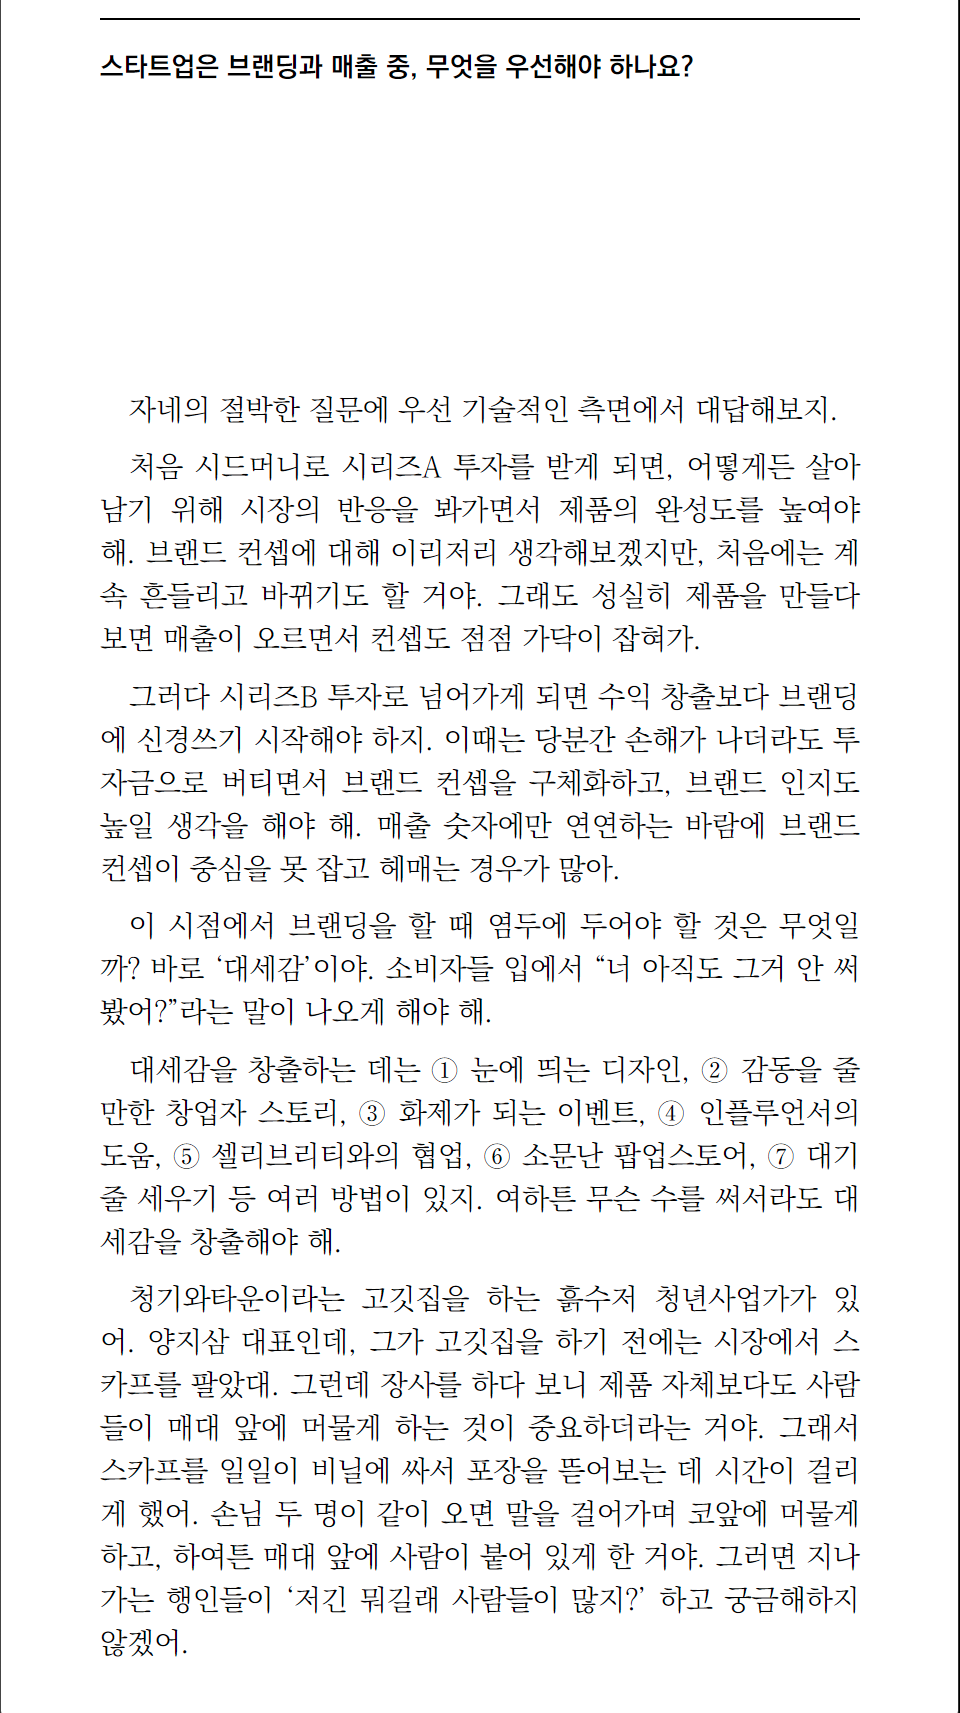 스타트업은 브랜딩과 매출 중, 무엇을 우선해야 하나요?
자네의 절박한 질문에 우선 기술적인 측면에서 대답해보지.
처음 시드머니로 시리즈A 투자를 받게 되면, 어떻게든 살아
남기 위해 시장의 반응을 봐가면서 제품의 완성도를 높여야
해. 브랜드 컨셉에 대해 이리저리 생각해보겠지만, 처음에는 계
속 흔들리고 바뀌기도 할 거야. 그래도 성실히 제품을 만들다
보면 매출이 오르면서 컨셉도 점점 가닥이 잡혀가.
그러다 시리즈B 투자로 넘어가게 되면 수익 창출보다 브랜딩
에 신경쓰기 시작해야 하지. 이때는 당분간 손해가 나더라도 투
자금으로 버티면서 브랜드 컨셉을 구체화하고, 브랜드 인지도
높일 생각을 해야 해. 매출 숫자에만 연연하는 바람에 브랜드
컨셉이 중심을 못 잡고 헤매는 경우가 많아.
이 시점에서 브랜딩을 할 때 염두에 두어야 할 것은 무엇일
까? 바로 ‘대세감’이야. 소비자들 입에서 “너 아직도 그거 안 써
봤어?”라는 말이 나오게 해야 해.
대세감을 창출하는 데는 ① 눈에 띄는 디자인, ② 감동을 줄
만한 창업자 스토리, ③ 화제가 되는 이벤트, ④ 인플루언서의
도움, ⑤ 셀리브리티와의 협업, ⑥ 소문난 팝업스토어, ⑦ 대기
줄 세우기 등 여러 방법이 있지. 여하튼 무슨 수를 써서라도 대
세감을 창출해야 해.
청기와타운이라는 고깃집을 하는 흙수저 청년사업가가 있
어. 양지삼 대표인데, 그가 고깃집을 하기 전에는 시장에서 스
카프를 팔았대. 그런데 장사를 하다 보니 제품 자체보다도 사람
들이 매대 앞에 머물게 하는 것이 중요하더라는 거야. 그래서
스카프를 일일이 비닐에 싸서 포장을 뜯어보는 데 시간이 걸리
게 했어. 손님 두 명이 같이 오면 말을 걸어가며 코앞에 머물게
하고, 하여튼 매대 앞에 사람이 붙어 있게 한 거야. 그러면 지나
가는 행인들이 ‘저긴 뭐길래 사람들이 많지?’ 하고 궁금해하지
않겠어.